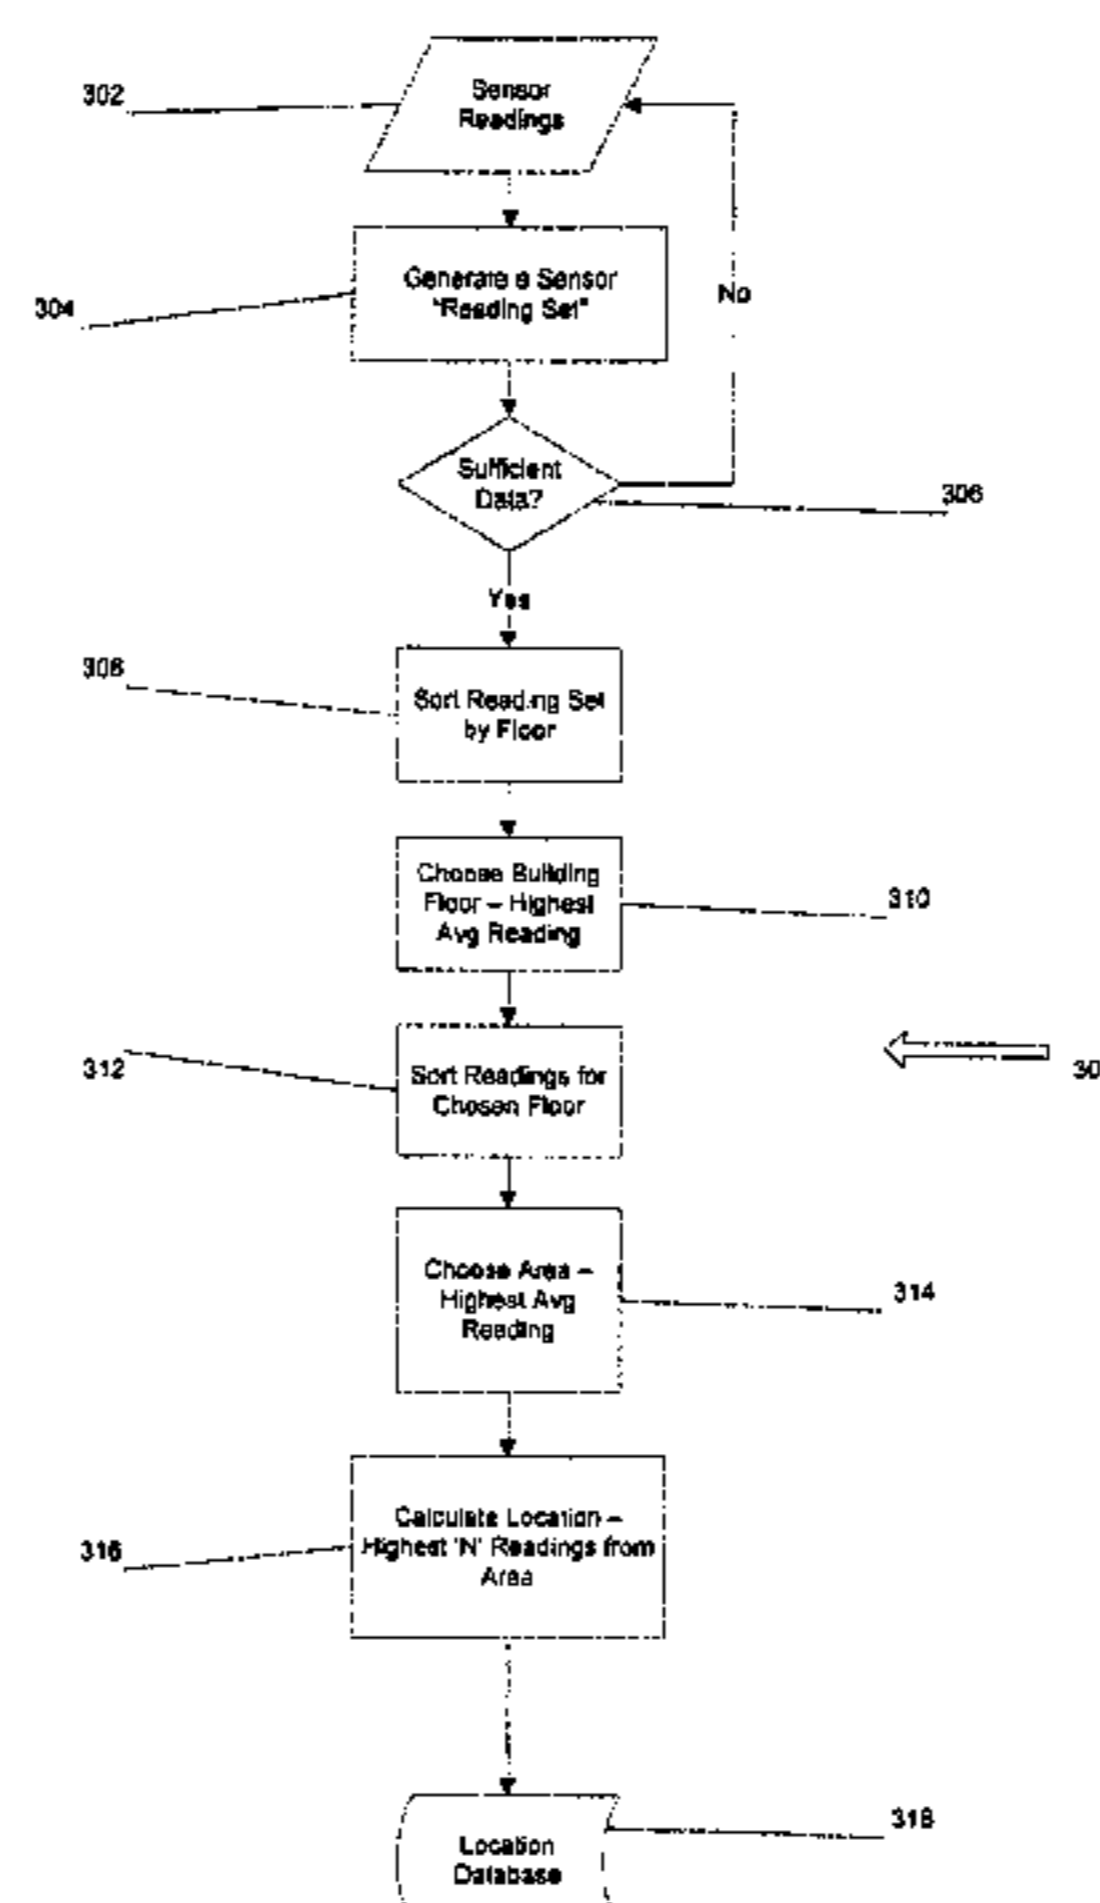 302
Sensor
Readings
Generate a Sensor
"Reading Set"
304
No
Sufficient
Data?
306
Yes
308
Sort Reading Set
by Floor
Choose Building
Floor – Highest
Avg Reading
310
312
Sort Readings for
Chosen Floor
30
Choose Area –
Highest Avg
Reading
314
Calculate Location –
Highest 'N' Readings from
Area
316
318
Location
Database